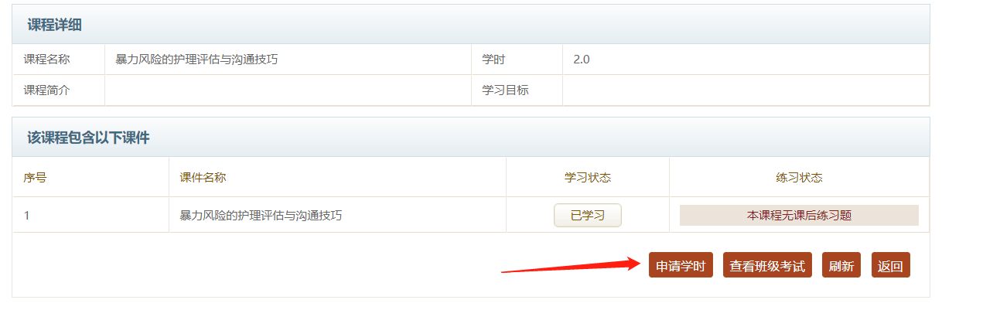 课程详细
课程名称 暴力风险的护理评估与沟通技巧 学时 2.0
课程简介 学习目标
该课程包含以下课件
序号 课件名称 学习状态 练习状态
1 暴力风险的护理评估与沟通技巧 已学习 本课程无课后练习题
申请学时 查看班级考试 刷新 返回